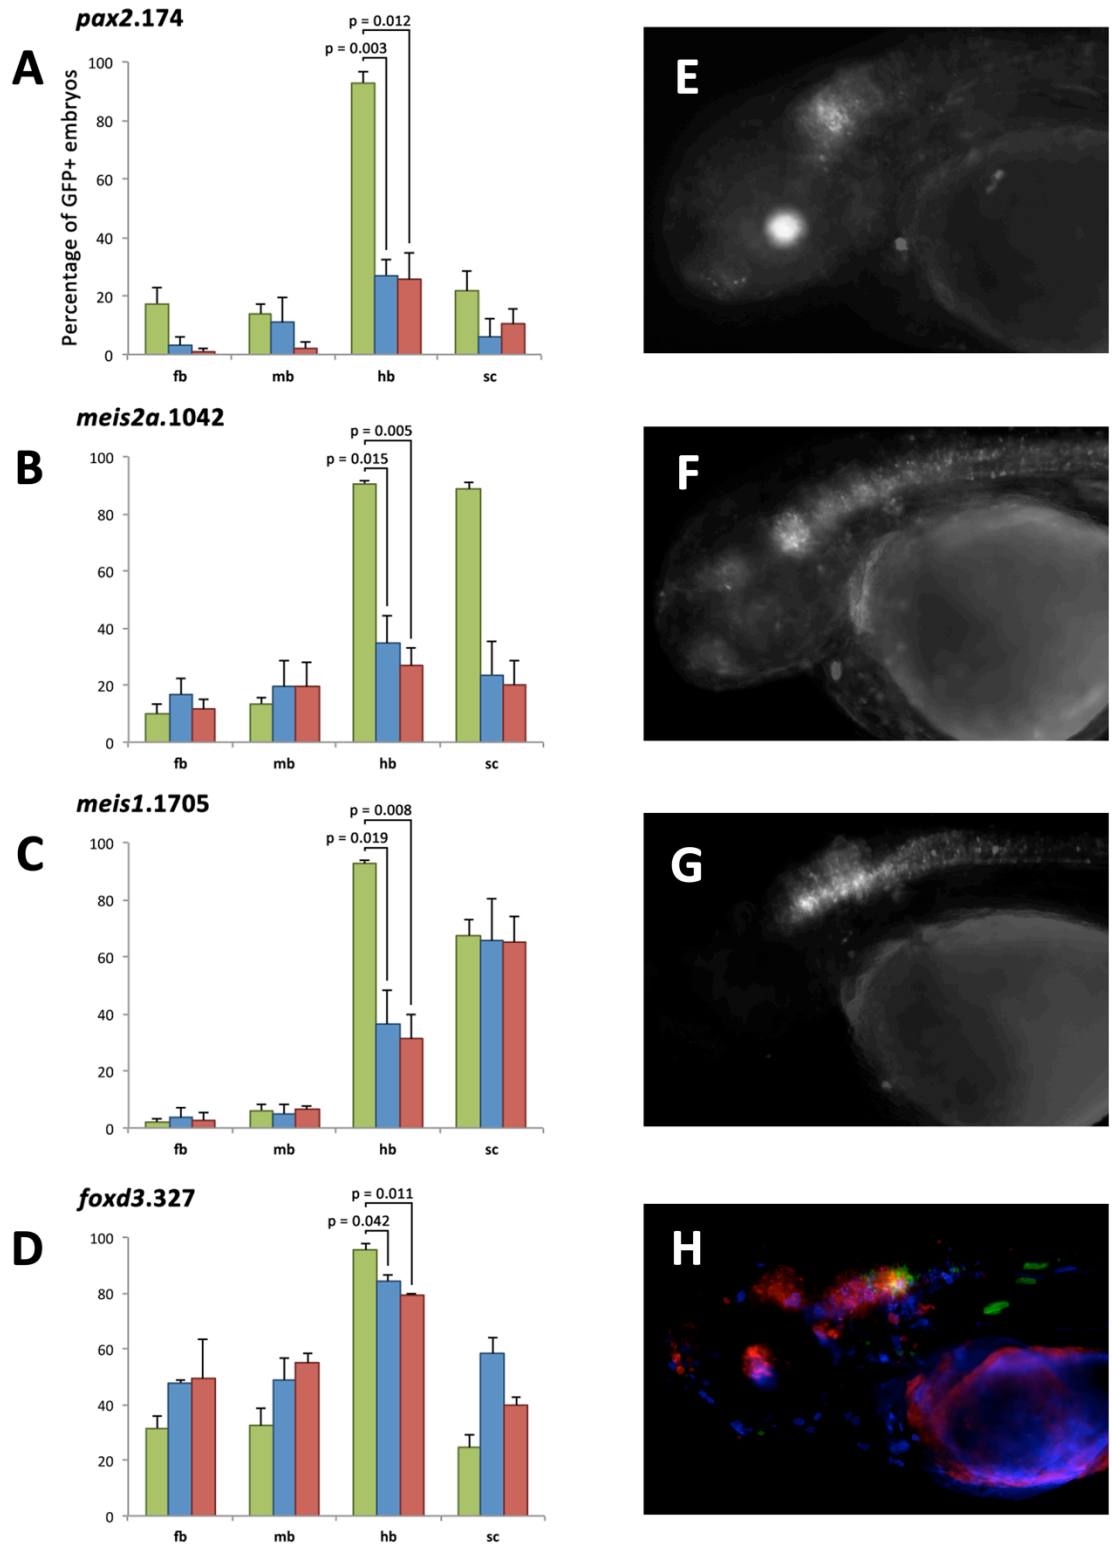 pax2.174
A
Percentage of GFP+ embryos
p = 0.012
p = 0.003
100
80
60
40
20
0
fb mb hb sc
E
meis2a.1042
B
p = 0.005
p = 0.015
100
80
60
40
20
0
fb mb hb sc
F
meis1.1705
C
p = 0.008
p = 0.019
100
80
60
40
20
0
fb mb hb sc
G
foxd3.327
D
p = 0.011
p = 0.042
100
80
60
40
20
0
fb mb hb sc
H